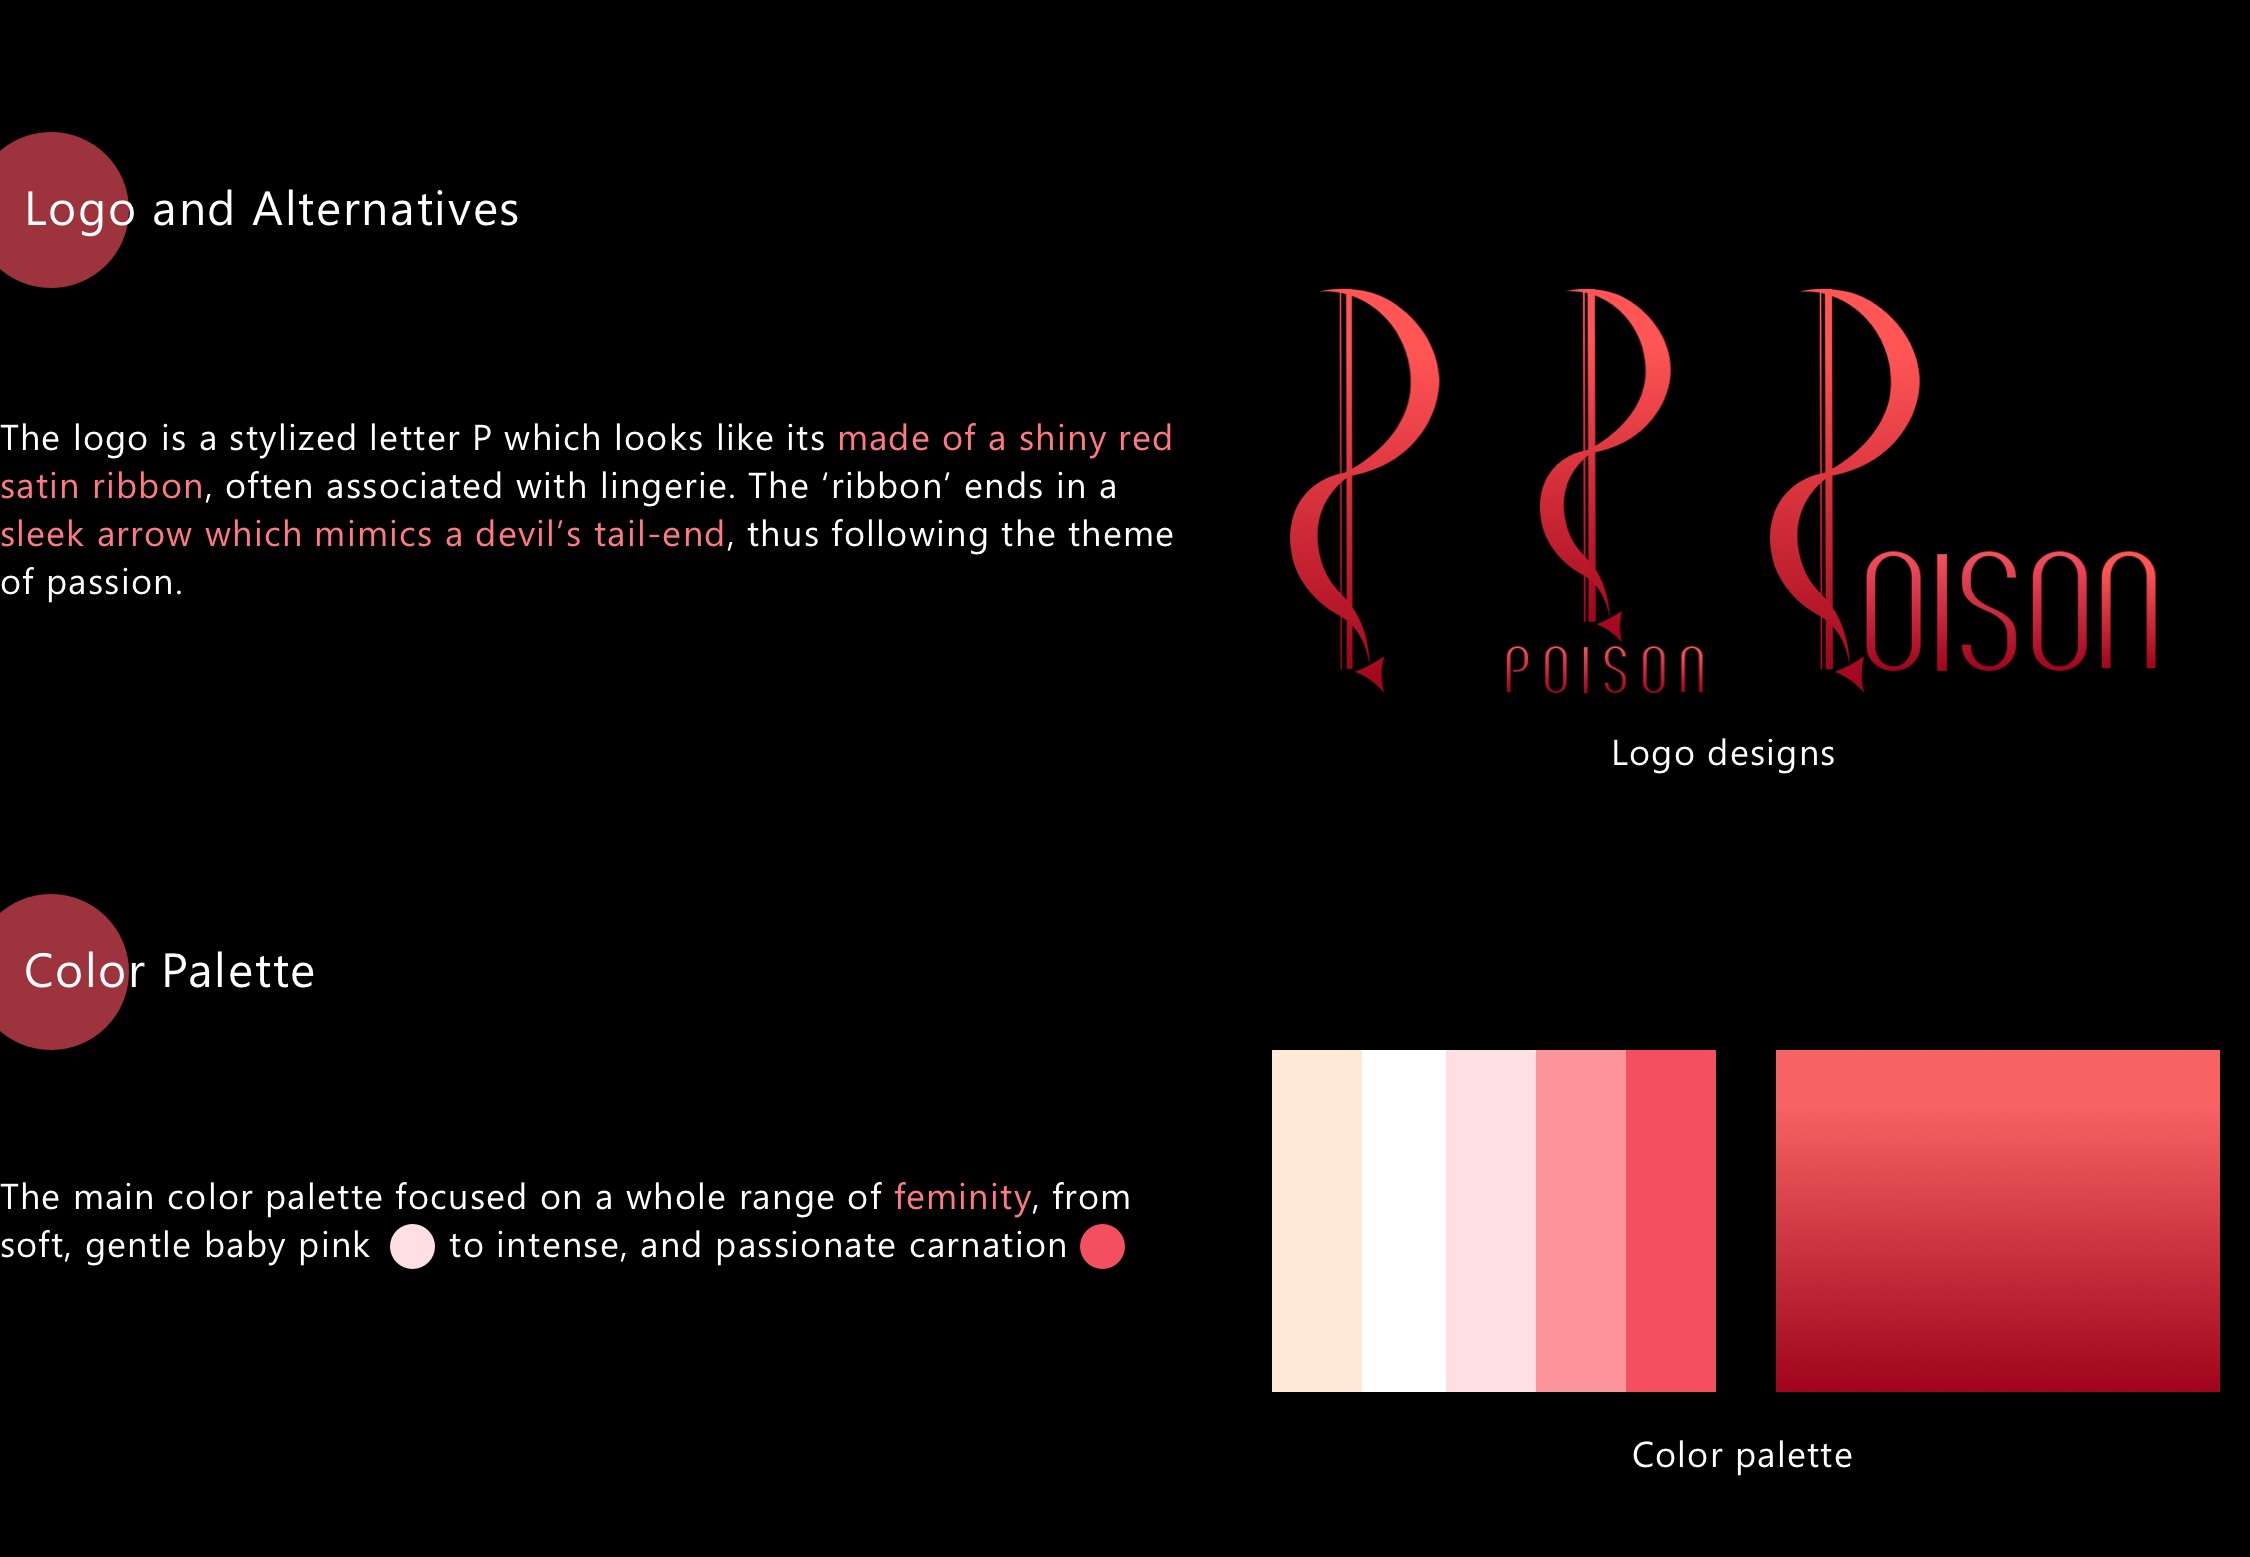 Logo and Alternatives
The logo is a stylized letter P which looks like its made of a shiny red
satin ribbon, often associated with lingerie. The ‘ribbon’ ends in a
sleek arrow which mimics a devil’s tail-end, thus following the theme
of passion.
P
P
POISON
POISON
Logo designs
Color Palette
The main color palette focused on a whole range of feminity, from
soft, gentle baby pink to intense, and passionate carnation
Color palette